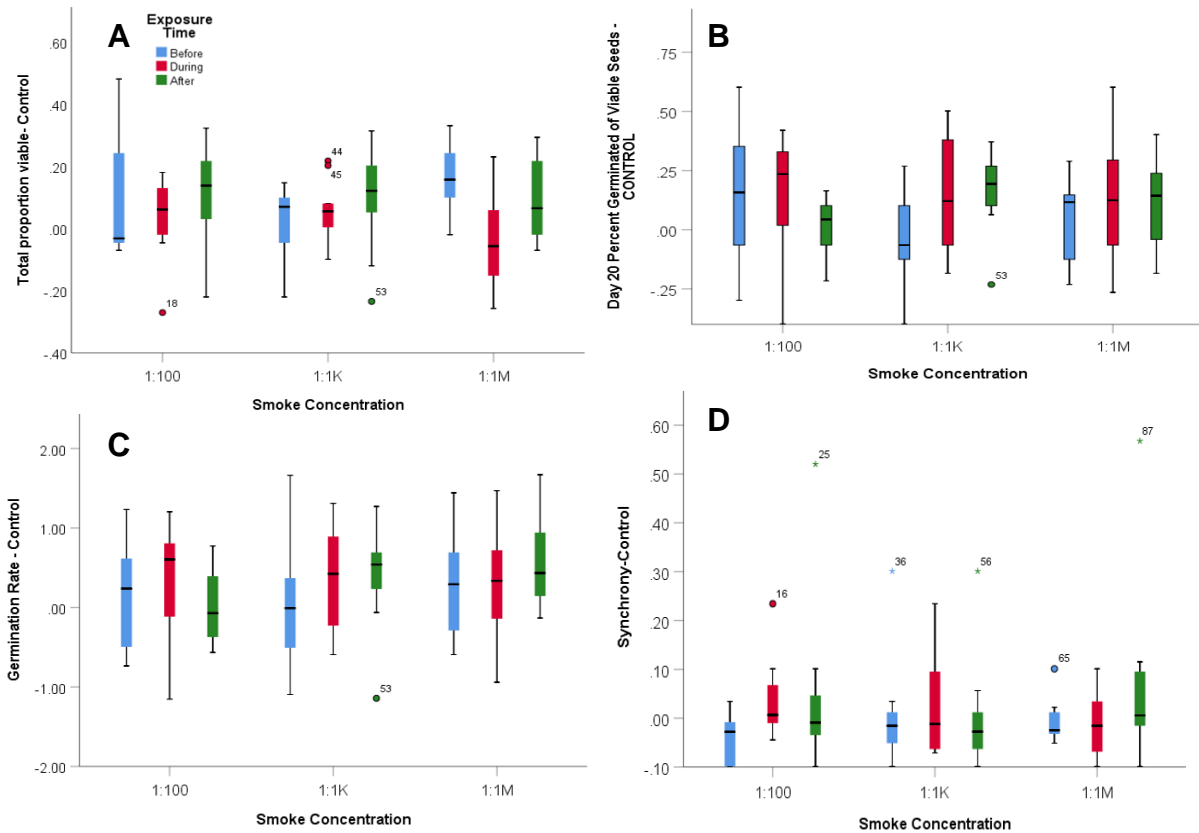 A
Exposure
Time
Before
During
After
Total proportion viable- Control
.60
.40
.20
.00
-.20
-.40
18
44
45
53
1:100
1:1K
1:1M
Smoke Concentration
B
Day 20 Percent Germinated of Viable Seeds -
CONTROL
.75
.50
.25
.00
-.25
53
1:100
1:1K
1:1M
Smoke Concentration
C
Germination Rate - Control
2.00
1.00
.00
-1.00
-2.00
53
1:100
1:1K
1:1M
Smoke Concentration
D
Synchrony-Control
.60
.50
.40
.30
.20
.10
.00
-.10
16
25
36
56
65
87
1:100
1:1K
1:1M
Smoke Concentration